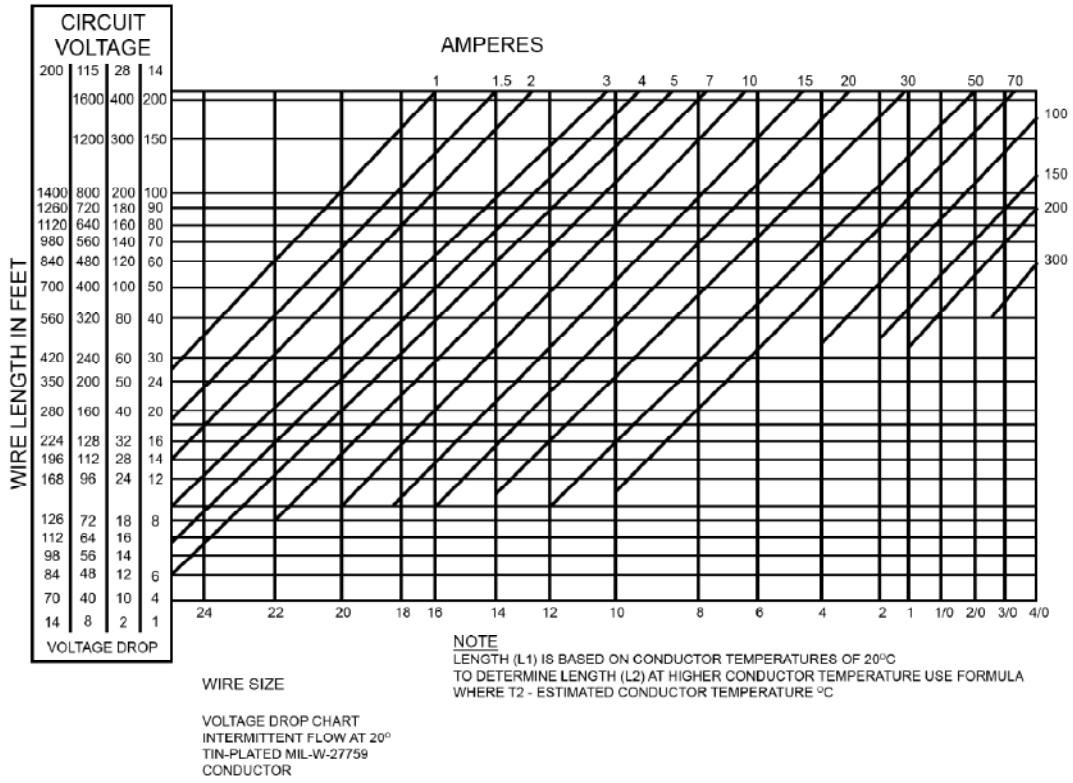 CIRCUIT
VOLTAGE
AMPERES
200 115 28 14
1 1.5 2 3 4 5 7 10 15 20 30 50 70
1600 400 200
100
1200 300 150
150
1400 800 200 100
1260 720 180 90
200
1120 640 160 80
980 560 140 70
840 480 120 60
300
700 400 100 50
560 320 80 40
420 240 60 30
350 200 50 24
280 160 40 20
224 128 32 16
196 112 28 14
168 96 24 12
126 72 18 8
112 64 16
98 56 14
84 48 12 6
70 40 10 4
14 8 2 1
WIRE LENGTH IN FEET
24 22 20 18 16 14 12 10 8 6 4 2 1 1/0 2/0 3/0 4/0
VOLTAGE DROP
NOTE
LENGTH (L1) IS BASED ON CONDUCTOR TEMPERATURES OF 20°C
TO DETERMINE LENGTH (L2) AT HIGHER CONDUCTOR TEMPERATURE USE FORMULA
WHERE T2 - ESTIMATED CONDUCTOR TEMPERATURE °C
WIRE SIZE
VOLTAGE DROP CHART
INTERMITTENT FLOW AT 20°
TIN-PLATED MIL-W-27759
CONDUCTOR